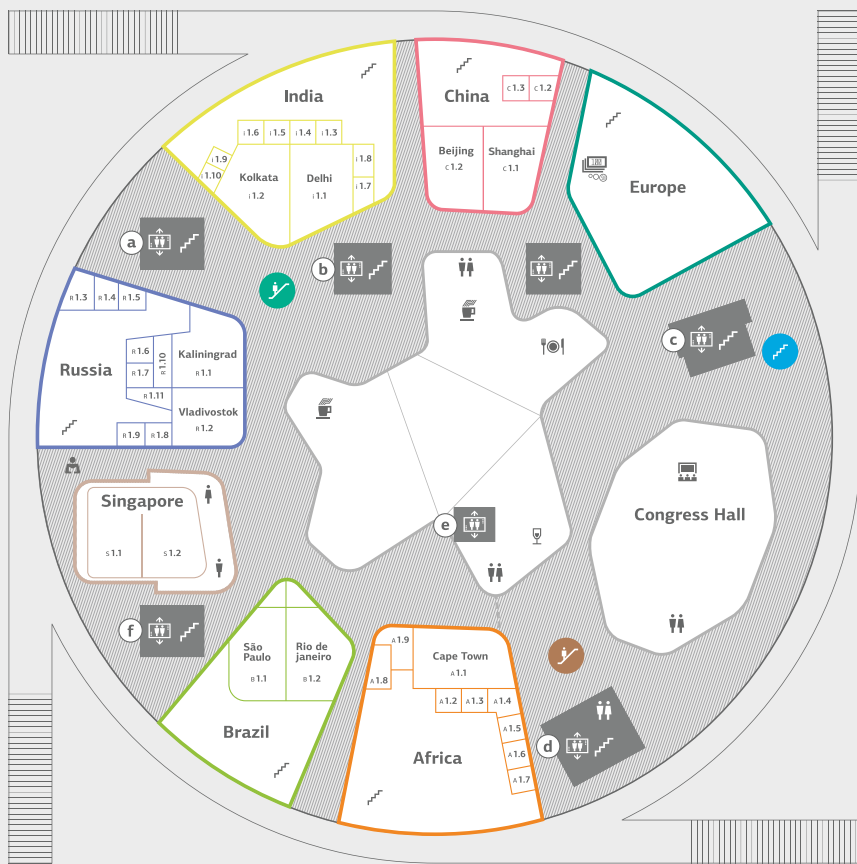 India
I 1.6
I 1.5
I 1.4
I 1.3
I 1.9
I 1.10
I 1.8
I 1.7
Kolkata
I 1.2
Delhi
I 1.1
China
C 1.3
C 1.2
Beijing
C 1.2
Shanghai
C 1.1
Europe
a
b
c
R 1.3
R 1.4
R 1.5
Russia
R 1.6
R 1.7
R 1.10
R 1.11
R 1.9
R 1.8
Kaliningrad
R 1.1
Vladivostok
R 1.2
Singapore
S 1.1
S 1.2
e
Congress Hall
f
São
Paulo
B 1.1
Rio de
janeiro
B 1.2
Brazil
A 1.9
A 1.8
Cape Town
A 1.1
A 1.2
A 1.3
A 1.4
A 1.5
A 1.6
A 1.7
Africa
d